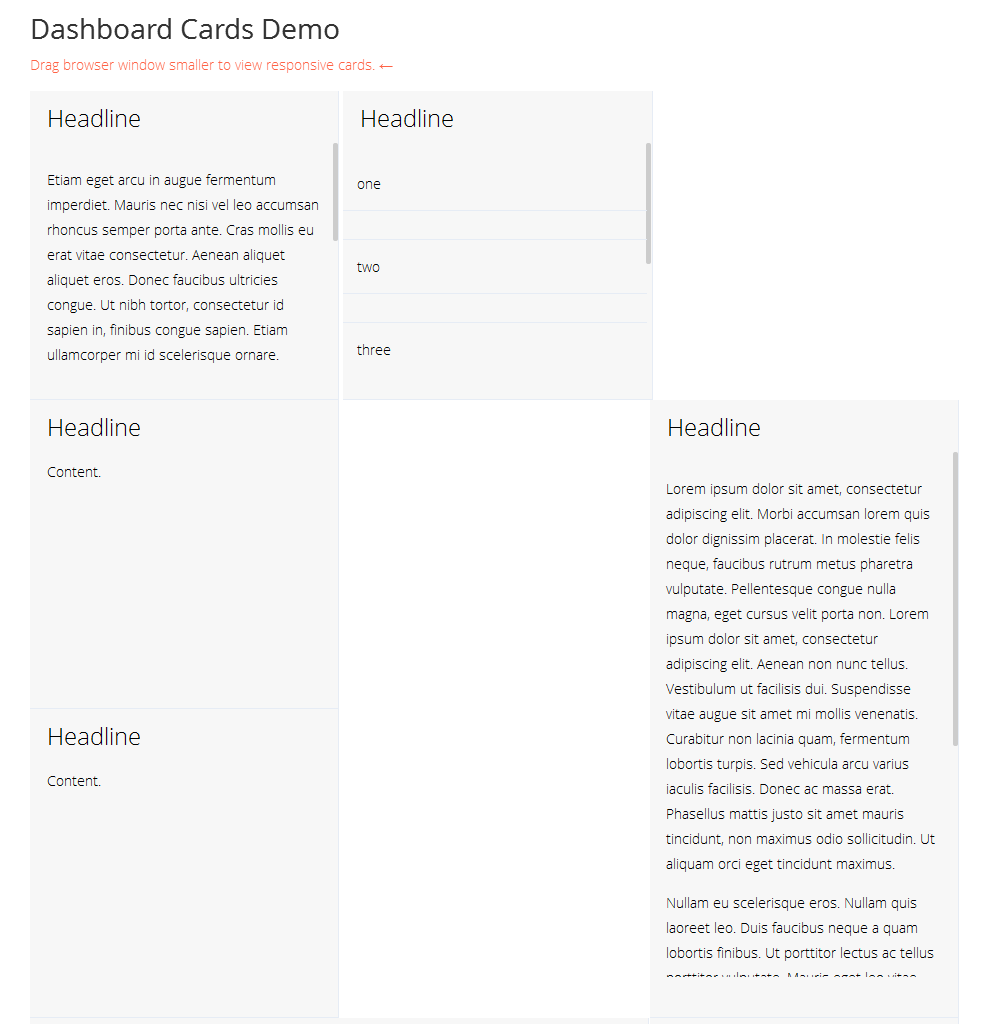 Dashboard Cards Demo
Drag browser window smaller to view responsive cards. ←
Headline
Etiam eget arcu in augue fermentum
imperdiet. Mauris nec nisi vel leo accumsan
rhoncus semper porta ante. Cras mollis eu
erat vitae consectetur. Aenean aliquet
aliquet eros. Donec faucibus ultricies
congue. Ut nibh tortor, consectetur id
sapien in, finibus congue sapien. Etiam
ullamcorper mi id scelerisque ornare.
Headline
one
two
three
Headline
Content.
Headline
Lorem ipsum dolor sit amet, consectetur
adipiscing elit. Morbi accumsan lorem quis
dolor dignissim placerat. In molestie felis
neque, faucibus rutrum metus pharetra
vulputate. Pellentesque congue nulla
magna, eget cursus velit porta non. Lorem
ipsum dolor sit amet, consectetur
adipiscing elit. Aenean non nunc tellus.
Vestibulum ut facilisis dui. Suspendisse
vitae augue sit amet mi mollis venenatis.
Curabitur non lacinia quam, fermentum
lobortis turpis. Sed vehicula arcu varius
iaculis facilisis. Donec ac massa erat.
Phasellus mattis justo sit amet mauris
tincidunt, non maximus odio sollicitudin. Ut
aliquam orci eget tincidunt maximus.
Nullam eu scelerisque eros. Nullam quis
laoreet leo. Duis faucibus neque a quam
lobortis finibus. Ut porttitor lectus ac tellus
porttitor vulputate. Mauris eget leo vitae
Headline
Content.